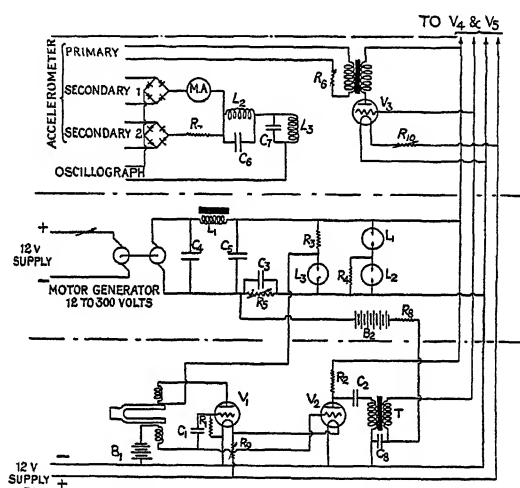 TO V4 & V5
ACCELEROMETER
PRIMARY
SECONDARY 1
SECONDARY 2
OSCILLOGRAPH
M.A
R7
L2
C6
C7
L3
R6
V3
R10
+
12 V
SUPPLY
−
MOTOR GENERATOR
12 TO 300 VOLTS
L1
C4
C5
C3
R5
R3
L3
R4
L1
L2
B2
R8
B1
C1
R1
V1
R9
V2
R2
C2
T
C8
−
12 V
SUPPLY
+